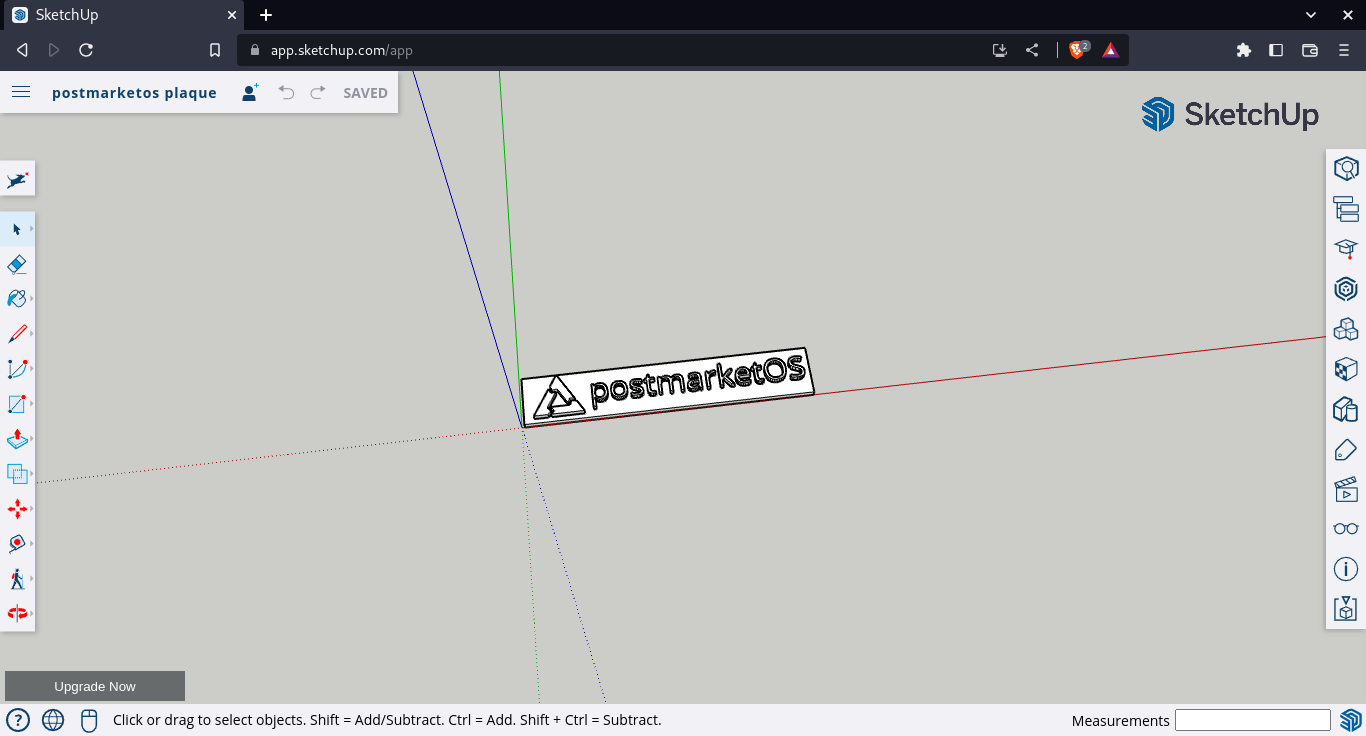 SketchUp
app.sketchup.com/app
2
postmarketos plaque
SAVED
SketchUp
postmarketOS
Upgrade Now
Click or drag to select objects. Shift = Add/Subtract. Ctrl = Add. Shift + Ctrl = Subtract.
Measurements